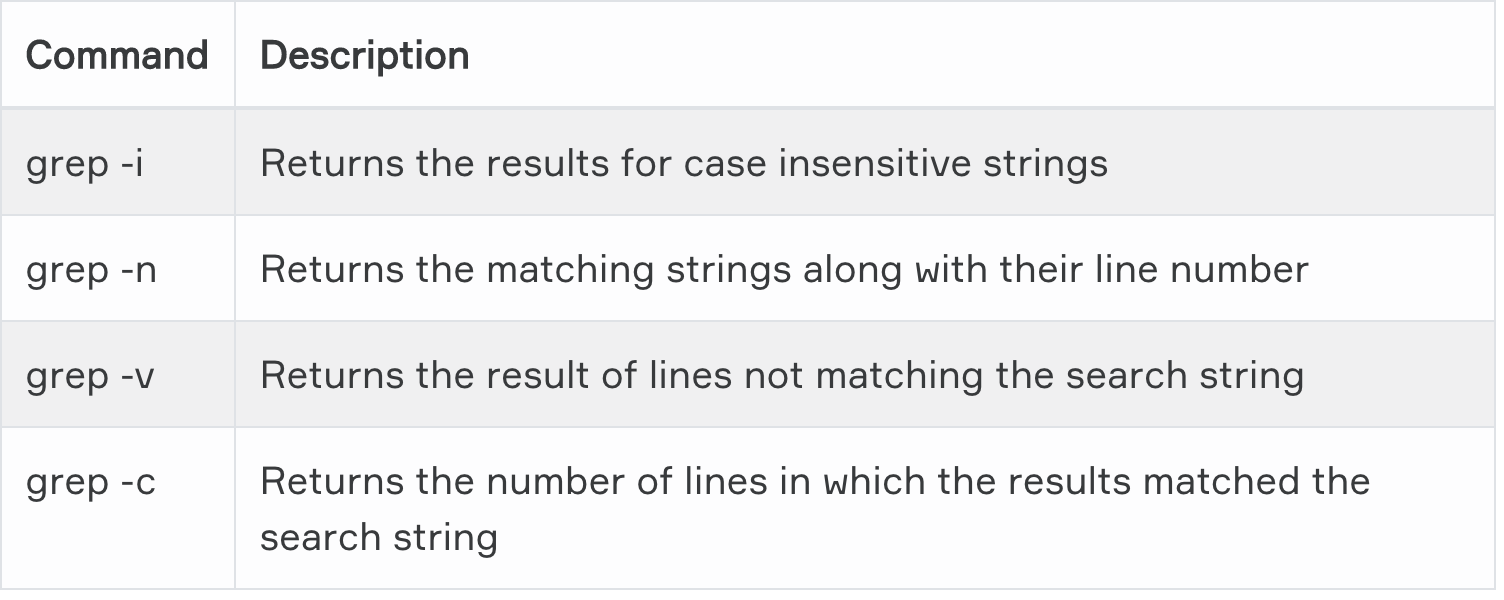 Command Description
grep -i Returns the results for case insensitive strings
grep -n Returns the matching strings along with their line number
grep -v Returns the result of lines not matching the search string
grep -c Returns the number of lines in which the results matched the
search string